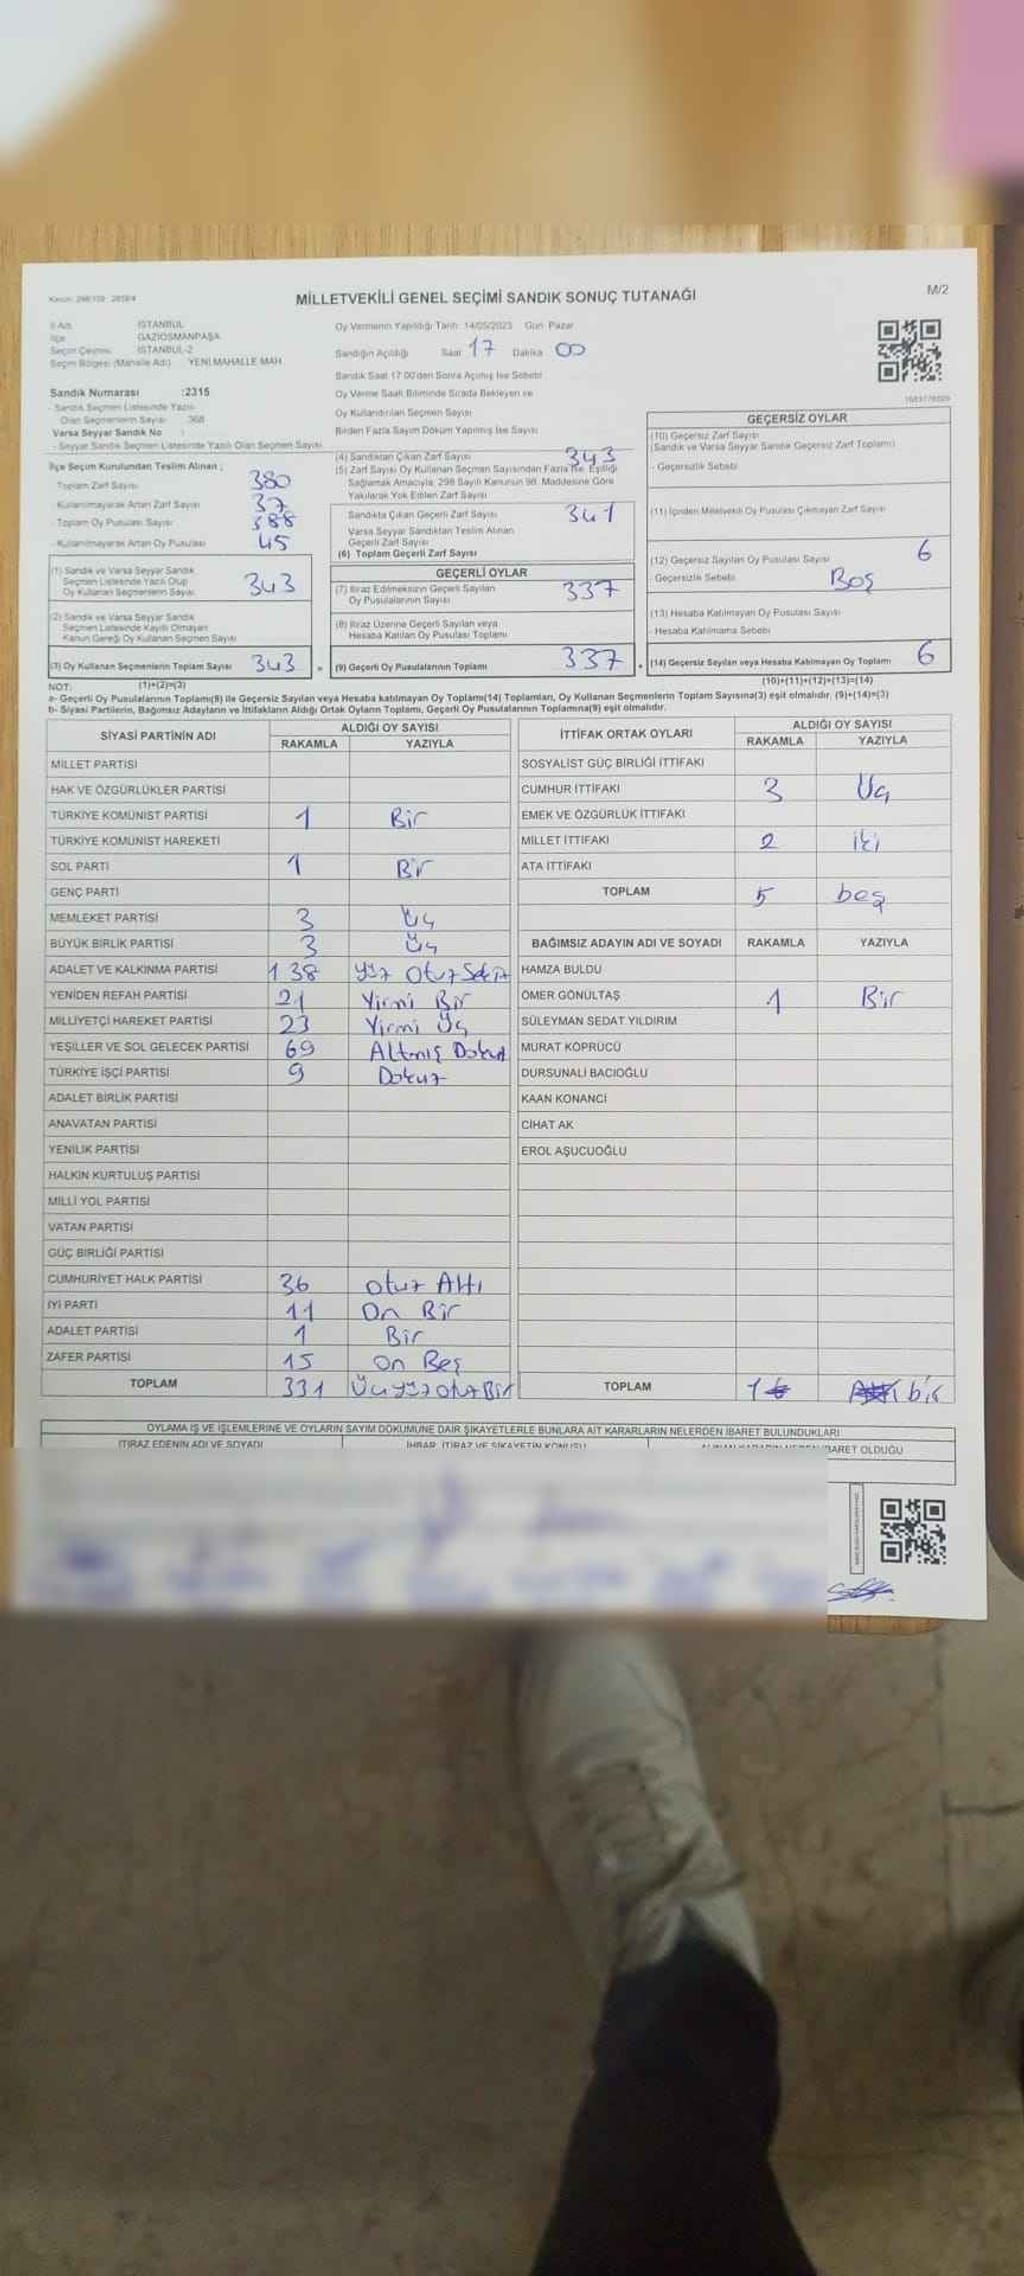 MİLLETVEKİLİ GENEL SEÇİMİ SANDIK SONUÇ TUTANAĞI
M/2
İl Adı İSTANBUL
İlçe GAZİOSMANPAŞA
Seçim Çevresi İSTANBUL-2
Seçim Bölgesi (Mahalle Adı) YENİ MAHALLE MAH.
Oy Vermenin Yapıldığı Tarih: 14/05/2023 Gün: Pazar
Sandığın Açıldığı Saat 17 Dakika 00
Sandık Saat 17:00'den Sonra Açılmış İse Sebebi
Oy Verme Saati Bitiminde Sırada Bekleyen ve
Oy Kullandırılan Seçmen Sayısı
Birden Fazla Sayım Döküm Yapılmış İse Sayısı
Sandık Numarası :2315
- Sandık Seçmen Listesinde Yazılı
Olan Seçmenlerin Sayısı : 368
Varsa Seyyar Sandık No :
- Seyyar Sandık Seçmen Listesinde Yazılı Olan Seçmen Sayısı
İlçe Seçim Kurulundan Teslim Alınan ;
- Toplam Zarf Sayısı 380
- Kullanılmayarak Artan Zarf Sayısı 37
- Toplam Oy Pusulası Sayısı 388
- Kullanılmayarak Artan Oy Pusulası 45
(1) Sandık ve Varsa Seyyar Sandık
Seçmen Listesinde Yazılı Olup
Oy Kullanan Seçmenlerin Sayısı 343
(2) Sandık ve Varsa Seyyar Sandık
Seçmen Listesinde Kayıtlı Olmayan
Kanun Gereği Oy Kullanan Seçmen Sayısı
(3) Oy Kullanan Seçmenlerin Toplam Sayısı 343
(1)+(2)=(3)
(4) Sandıktan Çıkan Zarf Sayısı 343
(5) Zarf Sayısı Oy Kullanan Seçmen Sayısından Fazla İse, Eşitliği
Sağlamak Amacıyla, 298 Sayılı Kanunun 98. Maddesine Göre
Yakılarak Yok Edilen Zarf Sayısı
Sandıkta Çıkan Geçerli Zarf Sayısı 341
Varsa Seyyar Sandıktan Teslim Alınan
Geçerli Zarf Sayısı
(6) Toplam Geçerli Zarf Sayısı
GEÇERLİ OYLAR
(7) İtiraz Edilmeksizin Geçerli Sayılan
Oy Pusulalarının Sayısı 337
(8) İtiraz Üzerine Geçerli Sayılan veya
Hesaba Katılan Oy Pusulası Toplamı
(9) Geçerli Oy Pusulalarının Toplamı 337
GEÇERSİZ OYLAR
(10) Geçersiz Zarf Sayısı
(Sandık ve Varsa Seyyar Sandık Geçersiz Zarf Toplamı)
- Geçersizlik Sebebi
(11) İçinden Milletvekili Oy Pusulası Çıkmayan Zarf Sayısı
(12) Geçersiz Sayılan Oy Pusulası Sayısı 6
- Geçersizlik Sebebi Boş
(13) Hesaba Katılmayan Oy Pusulası Sayısı
- Hesaba Katılmama Sebebi
(14) Geçersiz Sayılan veya Hesaba Katılmayan Oy Toplamı 6
(10)+(11)+(12)+(13)=(14)
NOT:
a- Geçerli Oy Pusulalarının Toplamı(9) ile Geçersiz Sayılan veya Hesaba katılmayan Oy Toplamı(14) Toplamları, Oy Kullanan Seçmenlerin Toplam Sayısına(3) eşit olmalıdır. (9)+(14)=(3)
b- Siyasi Partilerin, Bağımsız Adayların ve İttifakların Aldığı Ortak Oyların Toplamı, Geçerli Oy Pusulalarının Toplamına(9) eşit olmalıdır.
SİYASİ PARTİNİN ADI ALDIĞI OY SAYISI
RAKAMLA YAZIYLA
MİLLET PARTİSİ
HAK VE ÖZGÜRLÜKLER PARTİSİ
TÜRKİYE KOMÜNİST PARTİSİ 1 Bir
TÜRKİYE KOMÜNİST HAREKETİ
SOL PARTİ 1 Bir
GENÇ PARTİ
MEMLEKET PARTİSİ 3 Üç
BÜYÜK BİRLİK PARTİSİ 3 Üç
ADALET VE KALKINMA PARTİSİ 138 Yüz Otuz Sekiz
YENİDEN REFAH PARTİSİ 21 Yirmi Bir
MİLLİYETÇİ HAREKET PARTİSİ 23 Yirmi Üç
YEŞİLLER VE SOL GELECEK PARTİSİ 69 Altmış Dokuz
TÜRKİYE İŞÇİ PARTİSİ 9 Dokuz
ADALET BİRLİK PARTİSİ
ANAVATAN PARTİSİ
YENİLİK PARTİSİ
HALKIN KURTULUŞ PARTİSİ
MİLLİ YOL PARTİSİ
VATAN PARTİSİ
GÜÇ BİRLİĞİ PARTİSİ
CUMHURİYET HALK PARTİSİ 36 Otuz Altı
İYİ PARTİ 11 On Bir
ADALET PARTİSİ 1 Bir
ZAFER PARTİSİ 15 On Beş
TOPLAM 331 Üçyüzotuz Bir
İTTİFAK ORTAK OYLARI ALDIĞI OY SAYISI
RAKAMLA YAZIYLA
SOSYALİST GÜÇ BİRLİĞİ İTTİFAKI
CUMHUR İTTİFAKI 3 Üç
EMEK VE ÖZGÜRLÜK İTTİFAKI
MİLLET İTTİFAKI 2 iki
ATA İTTİFAKI
TOPLAM 5 beş
BAĞIMSIZ ADAYIN ADI VE SOYADI RAKAMLA YAZIYLA
HAMZA BULDU
ÖMER GÖNÜLTAŞ 1 Bir
SÜLEYMAN SEDAT YILDIRIM
MURAT KÖPRÜCÜ
DURSUNALİ BACIOĞLU
KAAN KONANCİ
CİHAT AK
EROL AŞUCUOĞLU
TOPLAM 1 bir
OYLAMA İŞ VE İŞLEMLERİNE VE OYLARIN SAYIM DÖKÜMÜNE DAİR ŞİKAYETLERLE BUNLARA AİT KARARLARIN NELERDEN İBARET BULUNDUKLARI
İTİRAZ EDENİN ADI VE SOYADI İHBAR, İTİRAZ VE ŞİKAYETİN KONUSU İBARET OLDUĞU